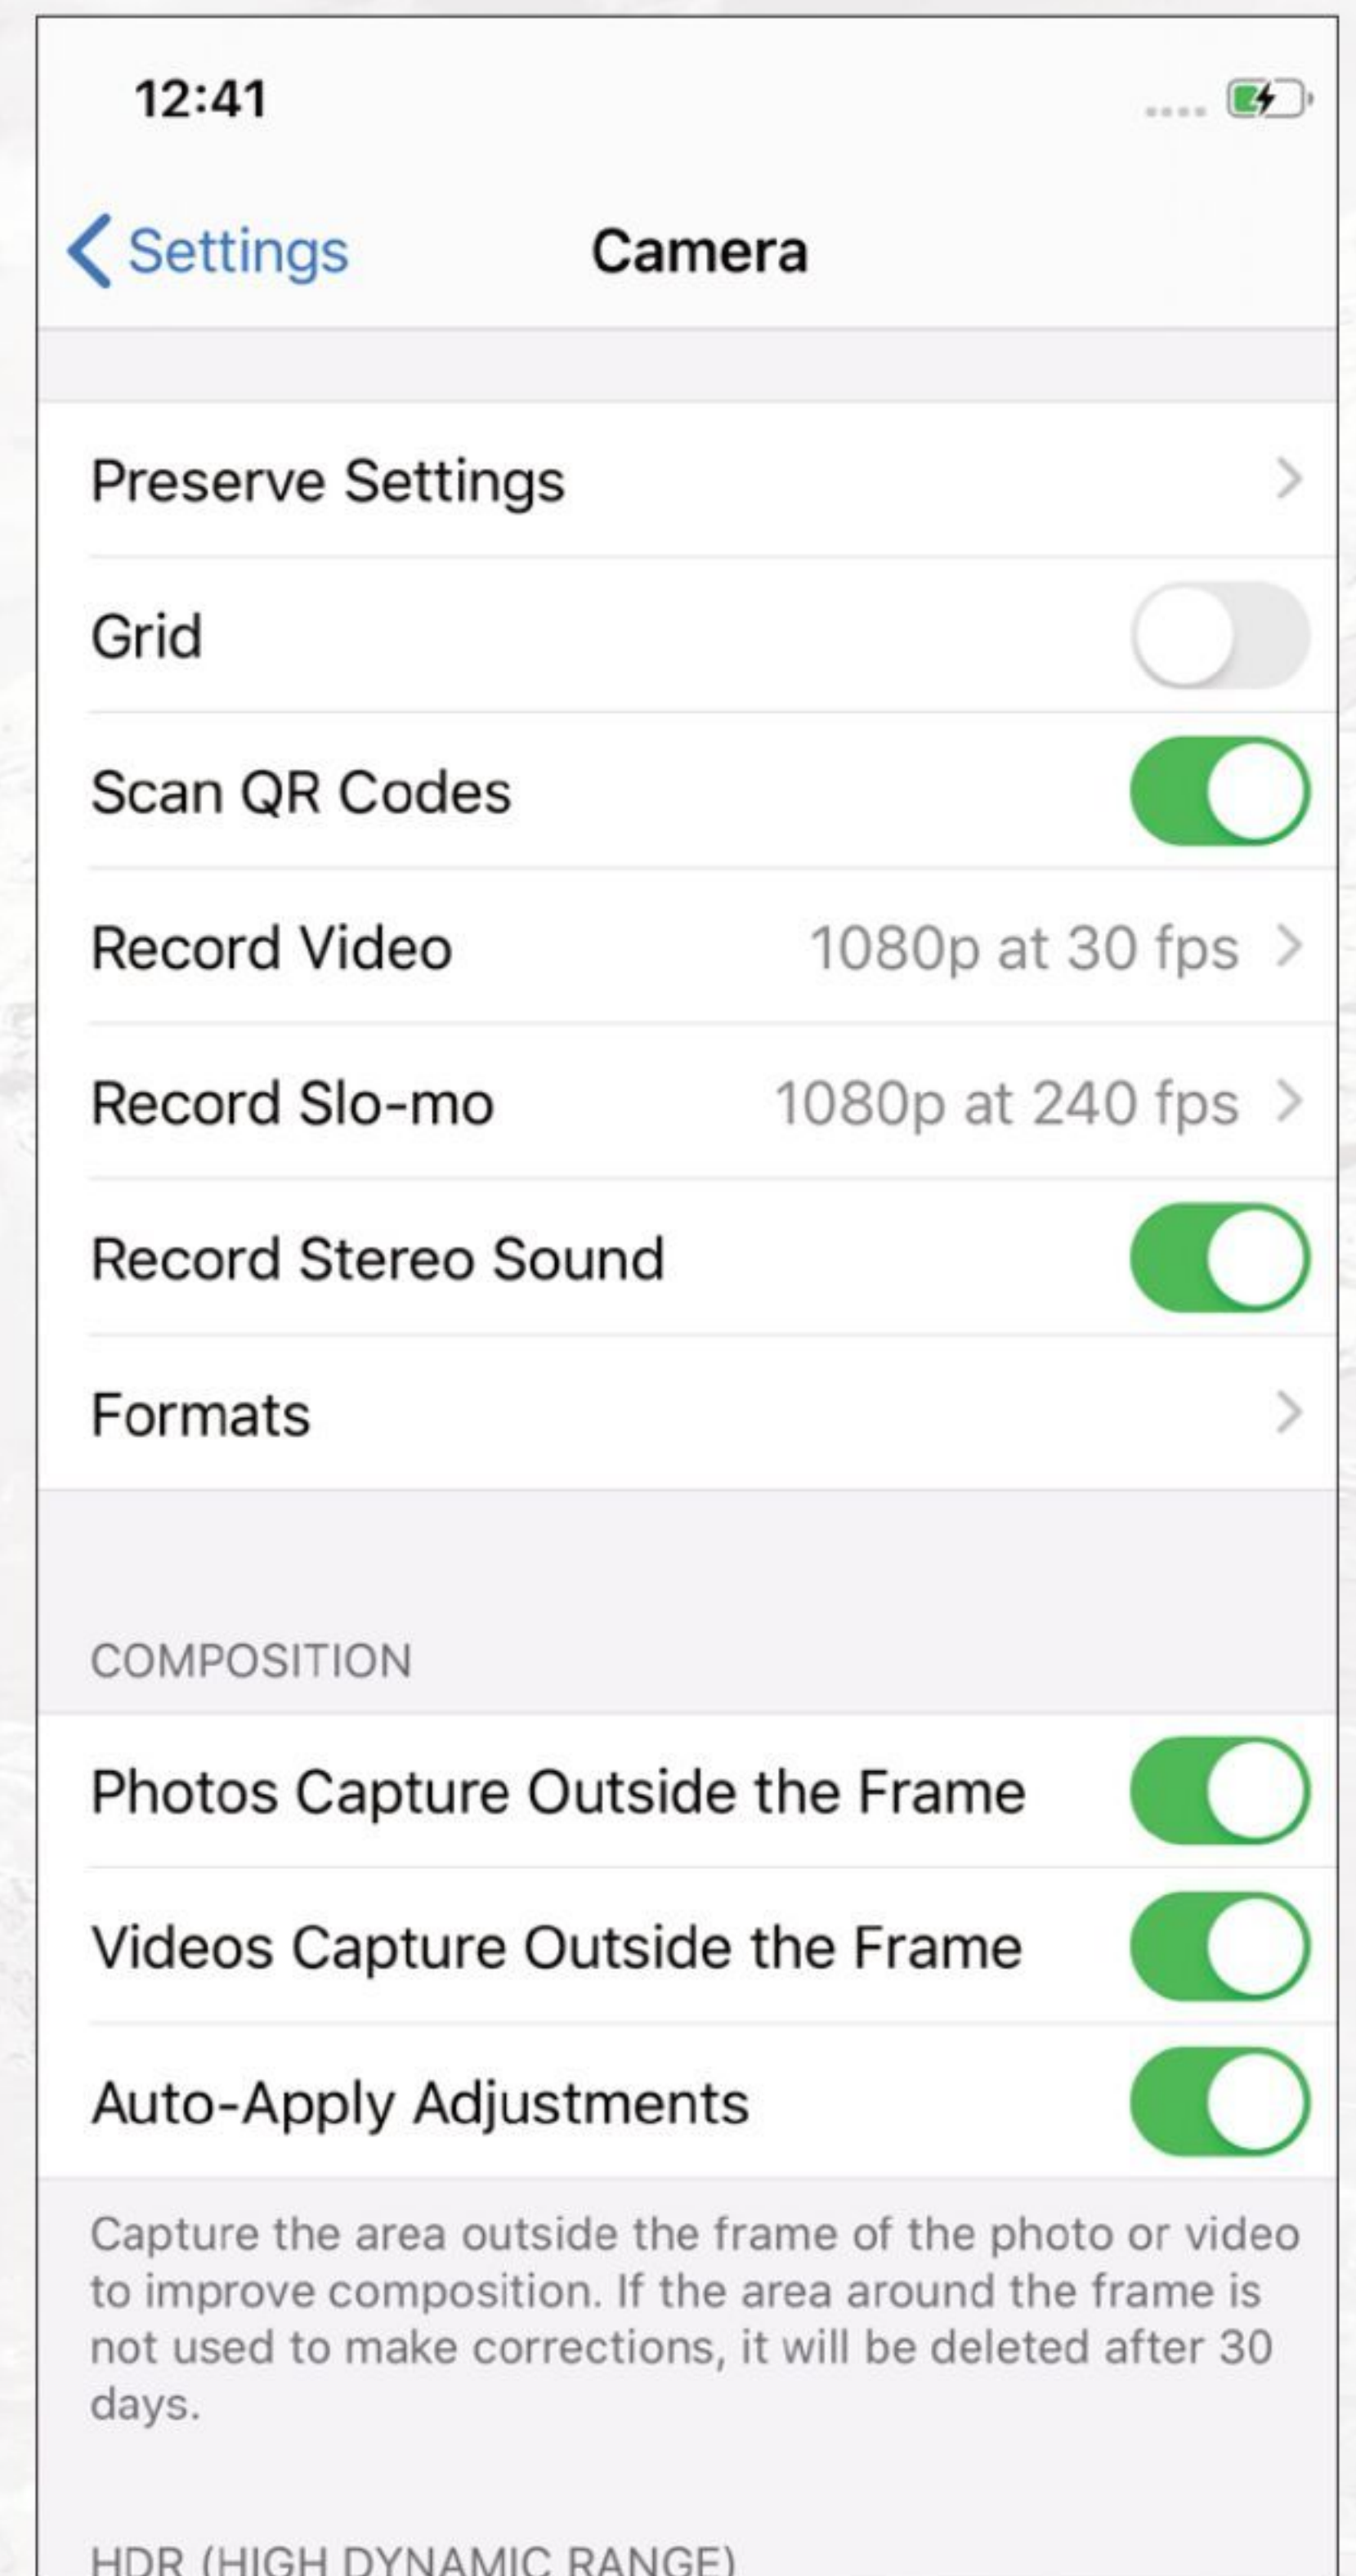 12:41
Settings
Camera
Preserve Settings
Grid
Scan QR Codes
Record Video 1080p at 30 fps
Record Slo-mo 1080p at 240 fps
Record Stereo Sound
Formats
COMPOSITION
Photos Capture Outside the Frame
Videos Capture Outside the Frame
Auto-Apply Adjustments
Capture the area outside the frame of the photo or video
to improve composition. If the area around the frame is
not used to make corrections, it will be deleted after 30
days.
HDR (HIGH DYNAMIC RANGE)